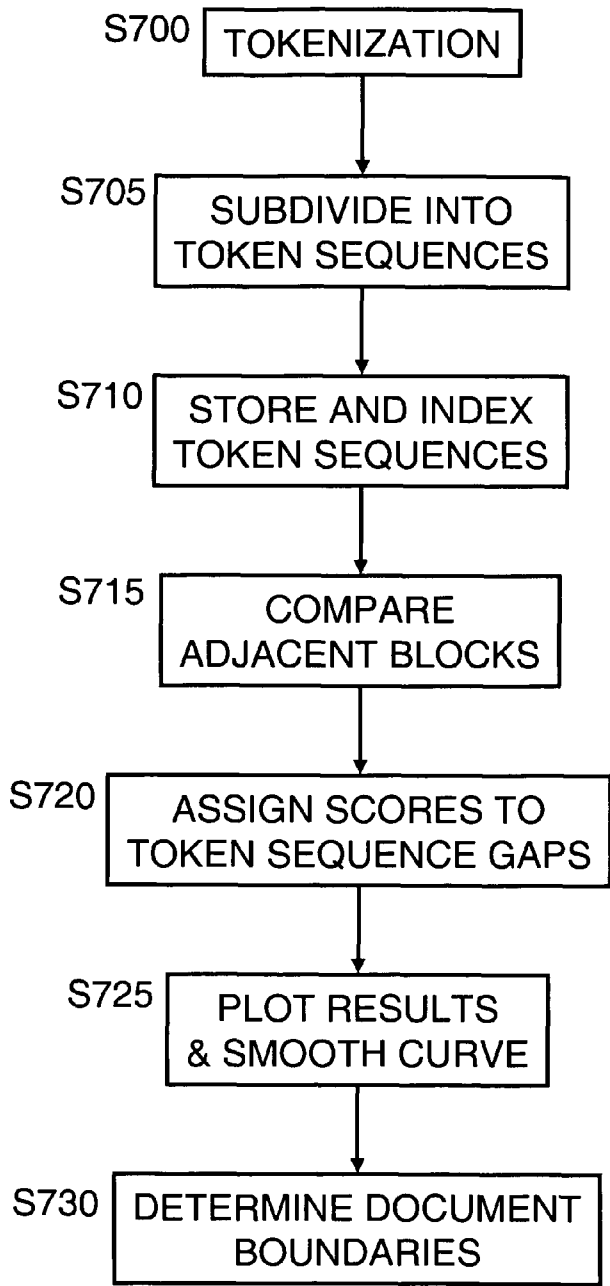 S700 TOKENIZATION
S705
SUBDIVIDE INTO
TOKEN SEQUENCES
S710
STORE AND INDEX
TOKEN SEQUENCES
S715
COMPARE
ADJACENT BLOCKS
S720
ASSIGN SCORES TO
TOKEN SEQUENCE GAPS
S725
PLOT RESULTS
& SMOOTH CURVE
S730
DETERMINE DOCUMENT
BOUNDARIES